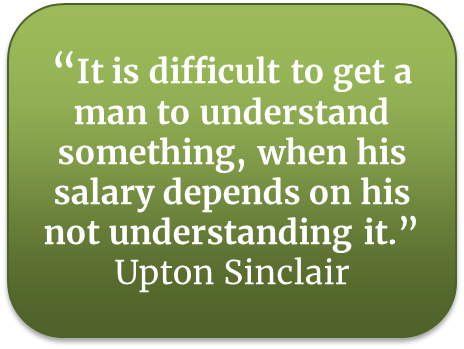 “It is difficult to get a
man to understand
something, when his
salary depends on his
not understanding it.”
Upton Sinclair